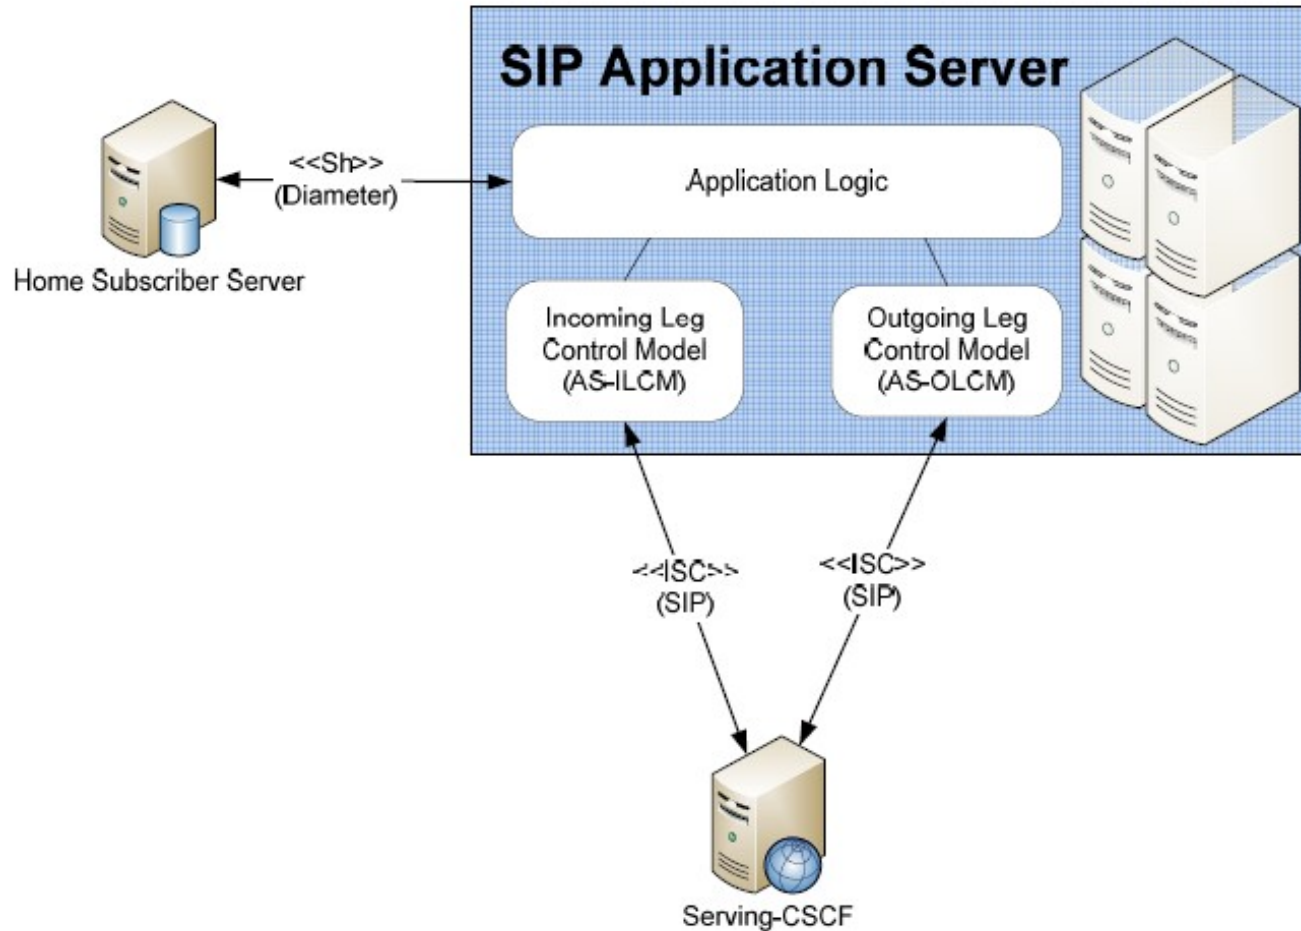 SIP Application Server
<<Sh>>
(Diameter)
Application Logic
Home Subscriber Server
Incoming Leg
Control Model
(AS-ILCM)
Outgoing Leg
Control Model
(AS-OLCM)
<<ISC>>
(SIP)
<<ISC>>
(SIP)
Serving-CSCF